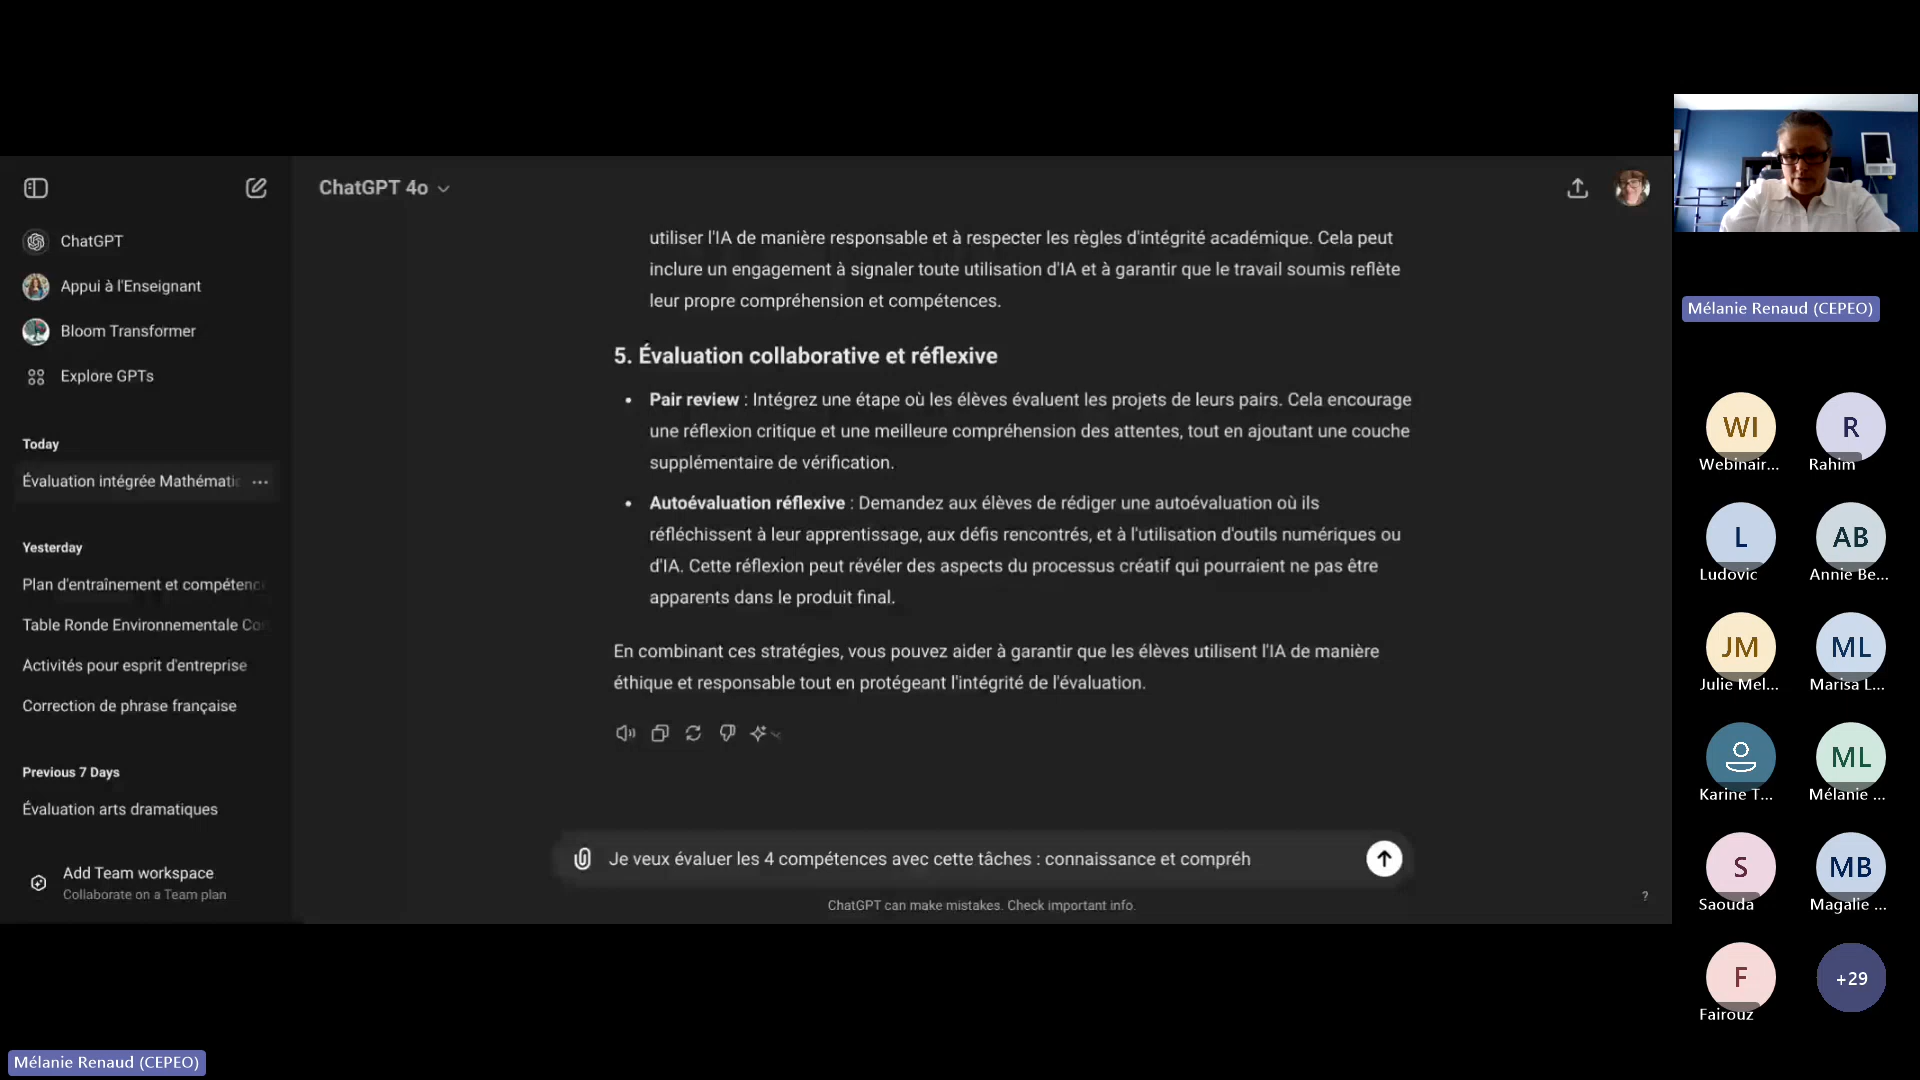 ChatGPT
Appui à l'Enseignant
Bloom Transformer
Explore GPTs
Today
Évaluation intégrée Mathémati
Yesterday
Plan d'entraînement et compétenc
Table Ronde Environnementale Co
Activités pour esprit d'entreprise
Correction de phrase française
Previous 7 Days
Évaluation arts dramatiques
Add Team workspace
Collaborate on a Team plan
ChatGPT 4o
utiliser l'IA de manière responsable et à respecter les règles d'intégrité académique. Cela peut
inclure un engagement à signaler toute utilisation d'IA et à garantir que le travail soumis reflète
leur propre compréhension et compétences.
5. Évaluation collaborative et réflexive
• Pair review : Intégrez une étape où les élèves évaluent les projets de leurs pairs. Cela encourage
une réflexion critique et une meilleure compréhension des attentes, tout en ajoutant une couche
supplémentaire de vérification.
• Autoévaluation réflexive : Demandez aux élèves de rédiger une autoévaluation où ils
réfléchissent à leur apprentissage, aux défis rencontrés, et à l'utilisation d'outils numériques ou
d'IA. Cette réflexion peut révéler des aspects du processus créatif qui pourraient ne pas être
apparents dans le produit final.
En combinant ces stratégies, vous pouvez aider à garantir que les élèves utilisent l'IA de manière
éthique et responsable tout en protégeant l'intégrité de l'évaluation.
Je veux évaluer les 4 compétences avec cette tâches : connaissance et compréh
ChatGPT can make mistakes. Check important info.
?
Mélanie Renaud (CEPEO)
WI
Webinair...
R
Rahim
L
Ludovic
AB
Annie Be...
JM
Julie Mel...
ML
Marisa L...
Karine T...
ML
Mélanie ...
S
Saouda
MB
Magalie ...
F
Fairouz
+29
Mélanie Renaud (CEPEO)